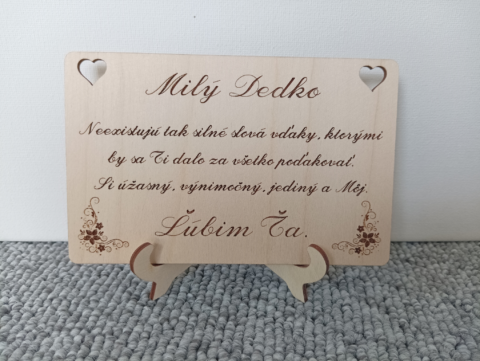 Milý Dedko
Neexistujú tak silné slová vďaky, ktorými
by sa Ti dalo za všetko poďakovať.
Si úžasný, výnimočný, jediný a Môj.
Ľúbim Ťa.